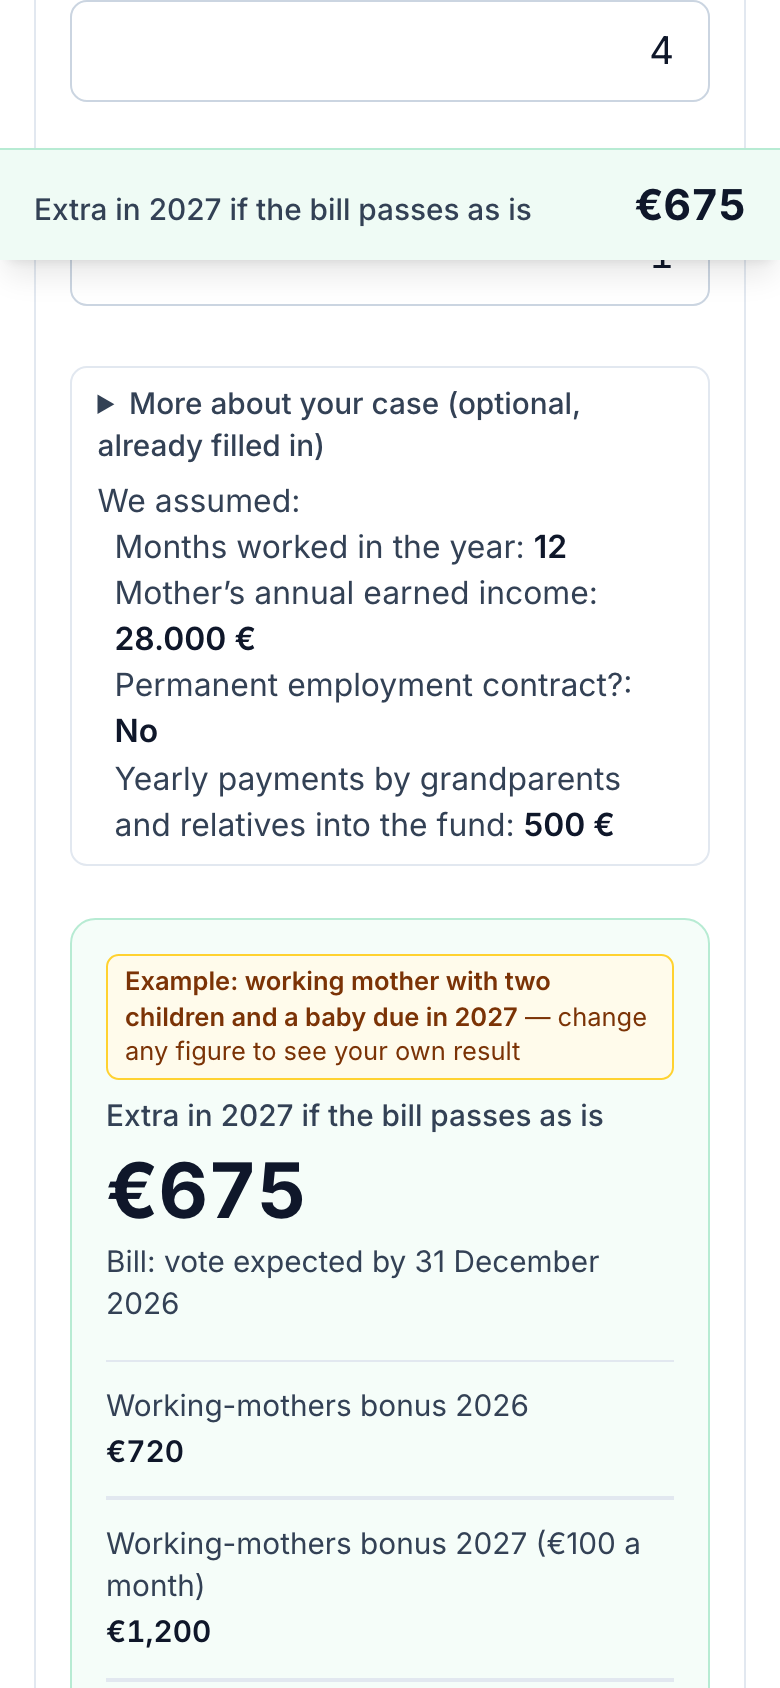 4
Extra in 2027 if the bill passes as is
€675
▶ More about your case (optional,
already filled in)
We assumed:
Months worked in the year: 12
Mother’s annual earned income:
28.000 €
Permanent employment contract?:
No
Yearly payments by grandparents
and relatives into the fund: 500 €
Example: working mother with two
children and a baby due in 2027 — change
any figure to see your own result
Extra in 2027 if the bill passes as is
€675
Bill: vote expected by 31 December
2026
Working-mothers bonus 2026
€720
Working-mothers bonus 2027 (€100 a
month)
€1,200